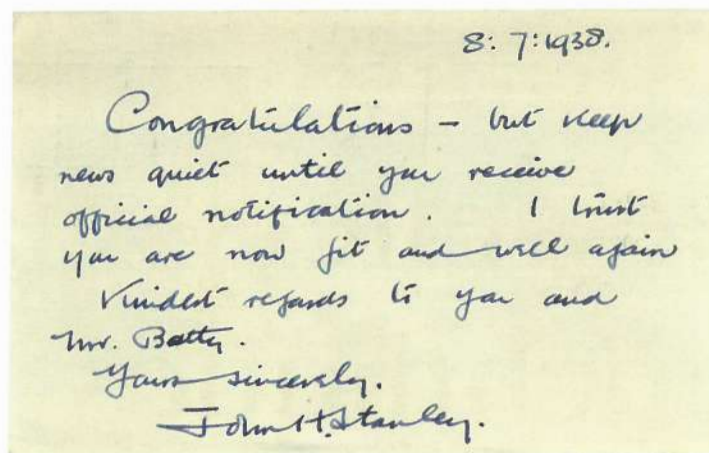 8:7:1938.
Congratulations – but keep
news quiet until you receive
official notification. I trust
you are now fit and well again
Kindest regards to you and
Mr. Batty.
Yours sincerely,
John H. Stanley.